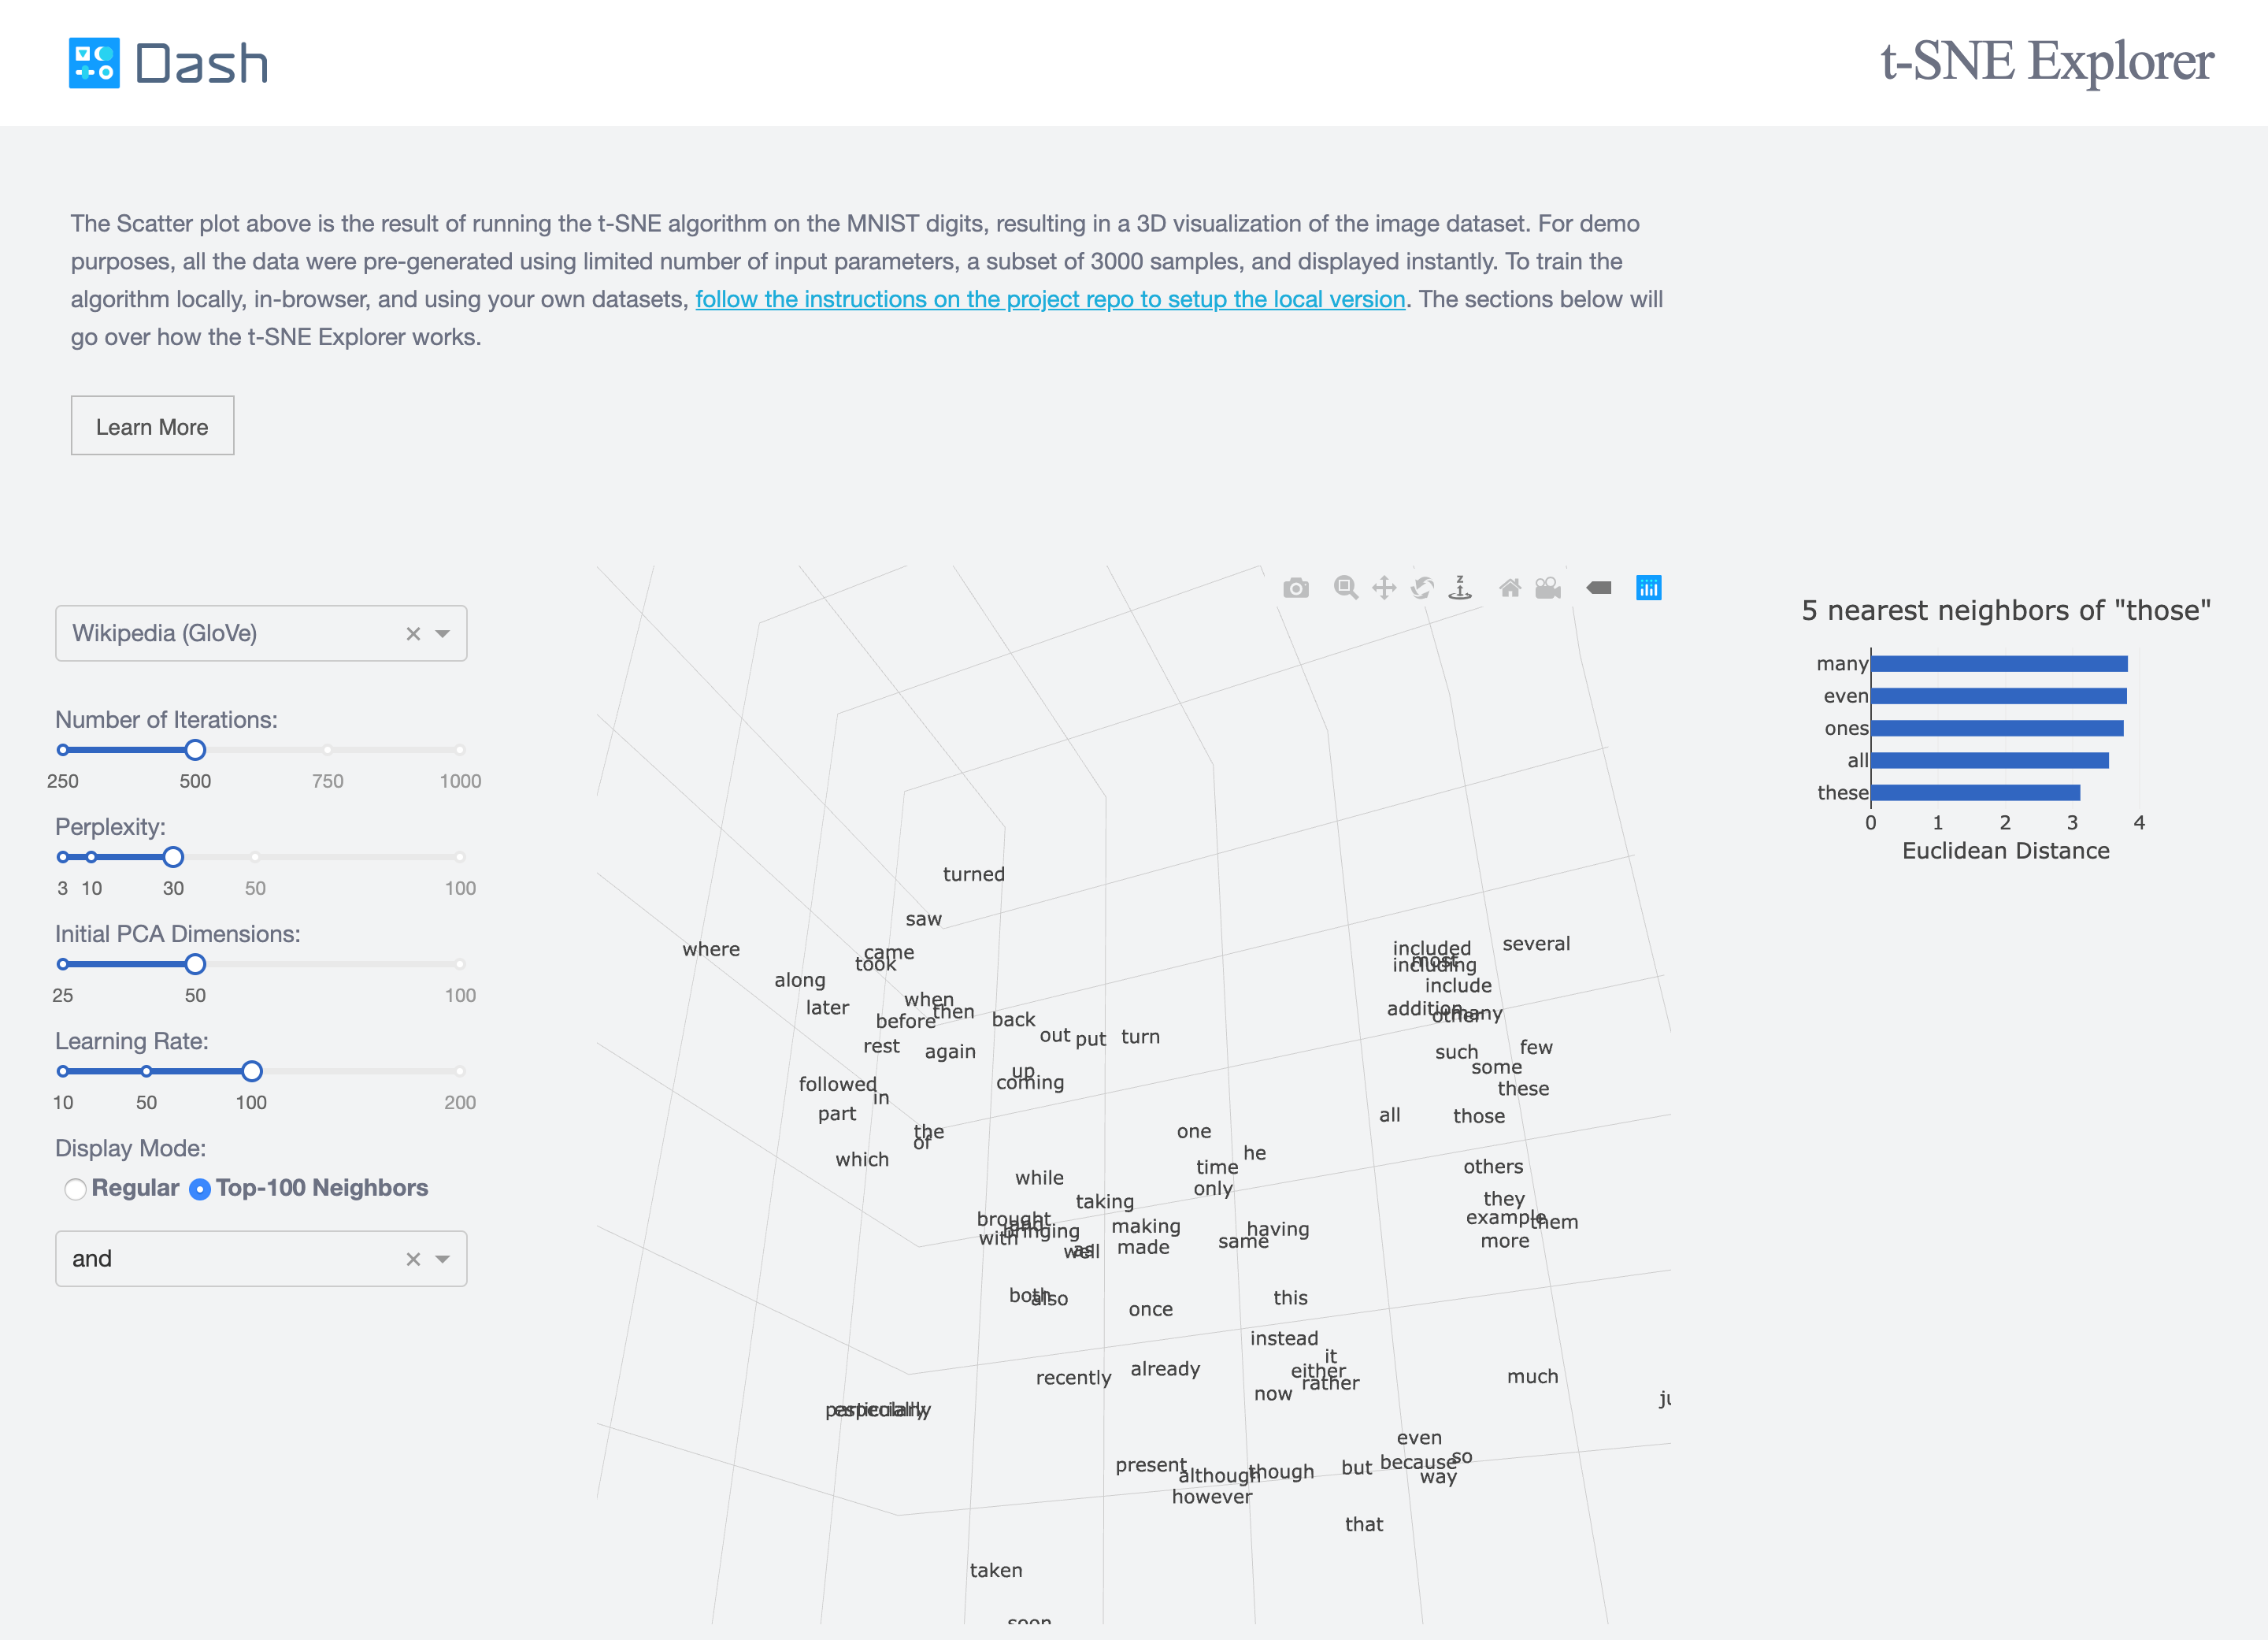 Dash
t-SNE Explorer
The Scatter plot above is the result of running the t-SNE algorithm on the MNIST digits, resulting in a 3D visualization of the image dataset. For demo
purposes, all the data were pre-generated using limited number of input parameters, a subset of 3000 samples, and displayed instantly. To train the
algorithm locally, in-browser, and using your own datasets, follow the instructions on the project repo to setup the local version. The sections below will
go over how the t-SNE Explorer works.
Learn More
Wikipedia (GloVe)
Number of Iterations:
250 500 750 1000
Perplexity:
3 10 30 50 100
Initial PCA Dimensions:
25 50 100
Learning Rate:
10 50 100 200
Display Mode:
Regular Top-100 Neighbors
and
z
turned
saw
where
came
took
along
when
later
then
before
back
out
put
turn
rest
again
up
coming
followed
in
part
the
of
which
included
most
including
several
include
addition
other
many
such
few
some
these
all
those
one
he
time
only
others
while
taking
they
brought
and
bringing
with
as
well
making
made
having
same
example
them
more
both
also
once
this
instead
it
either
rather
recently
already
now
much
particularly
especially
even
because
so
way
present
although
though
but
however
that
taken
soon
5 nearest neighbors of "those"
many
even
ones
all
these
0 1 2 3 4
Euclidean Distance